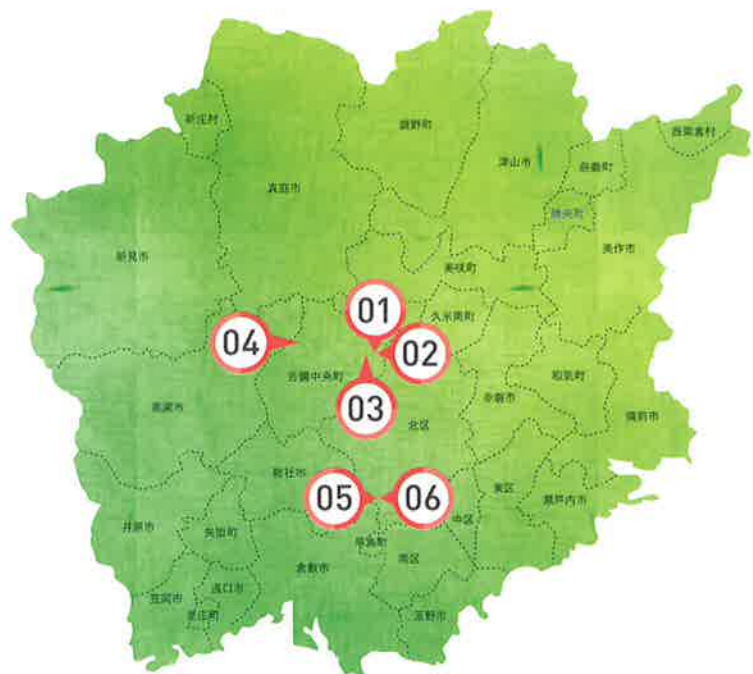 新庄村
鏡野町
津山市
西粟倉村
奈義町
真庭市
勝央町
美作市
新見市
美咲町
01
久米南町
04
02
吉備中央町
和気町
高梁市
赤磐市
03
備前市
北区
総社市
05
06
東区
瀬戸内市
井原市
矢掛町
中区
早島町
南区
倉敷市
浅口市
笠岡市
里庄町
玉野市